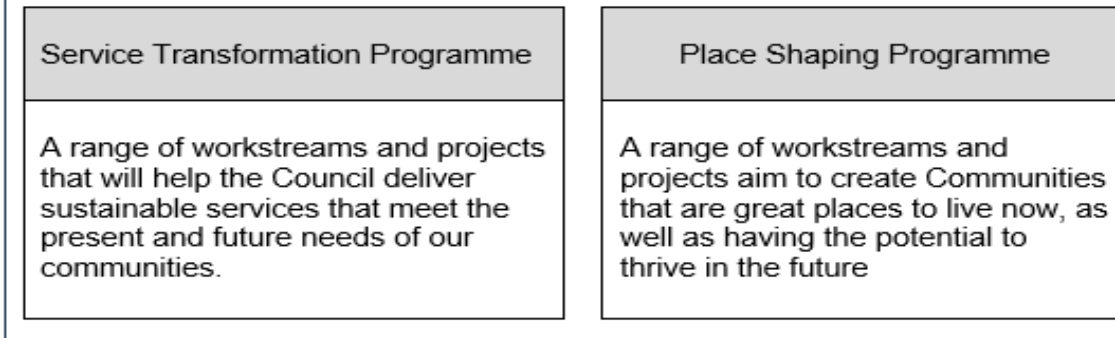 Service Transformation Programme
A range of workstreams and projects
that will help the Council deliver
sustainable services that meet the
present and future needs of our
communities.
Place Shaping Programme
A range of workstreams and
projects aim to create Communities
that are great places to live now, as
well as having the potential to
thrive in the future